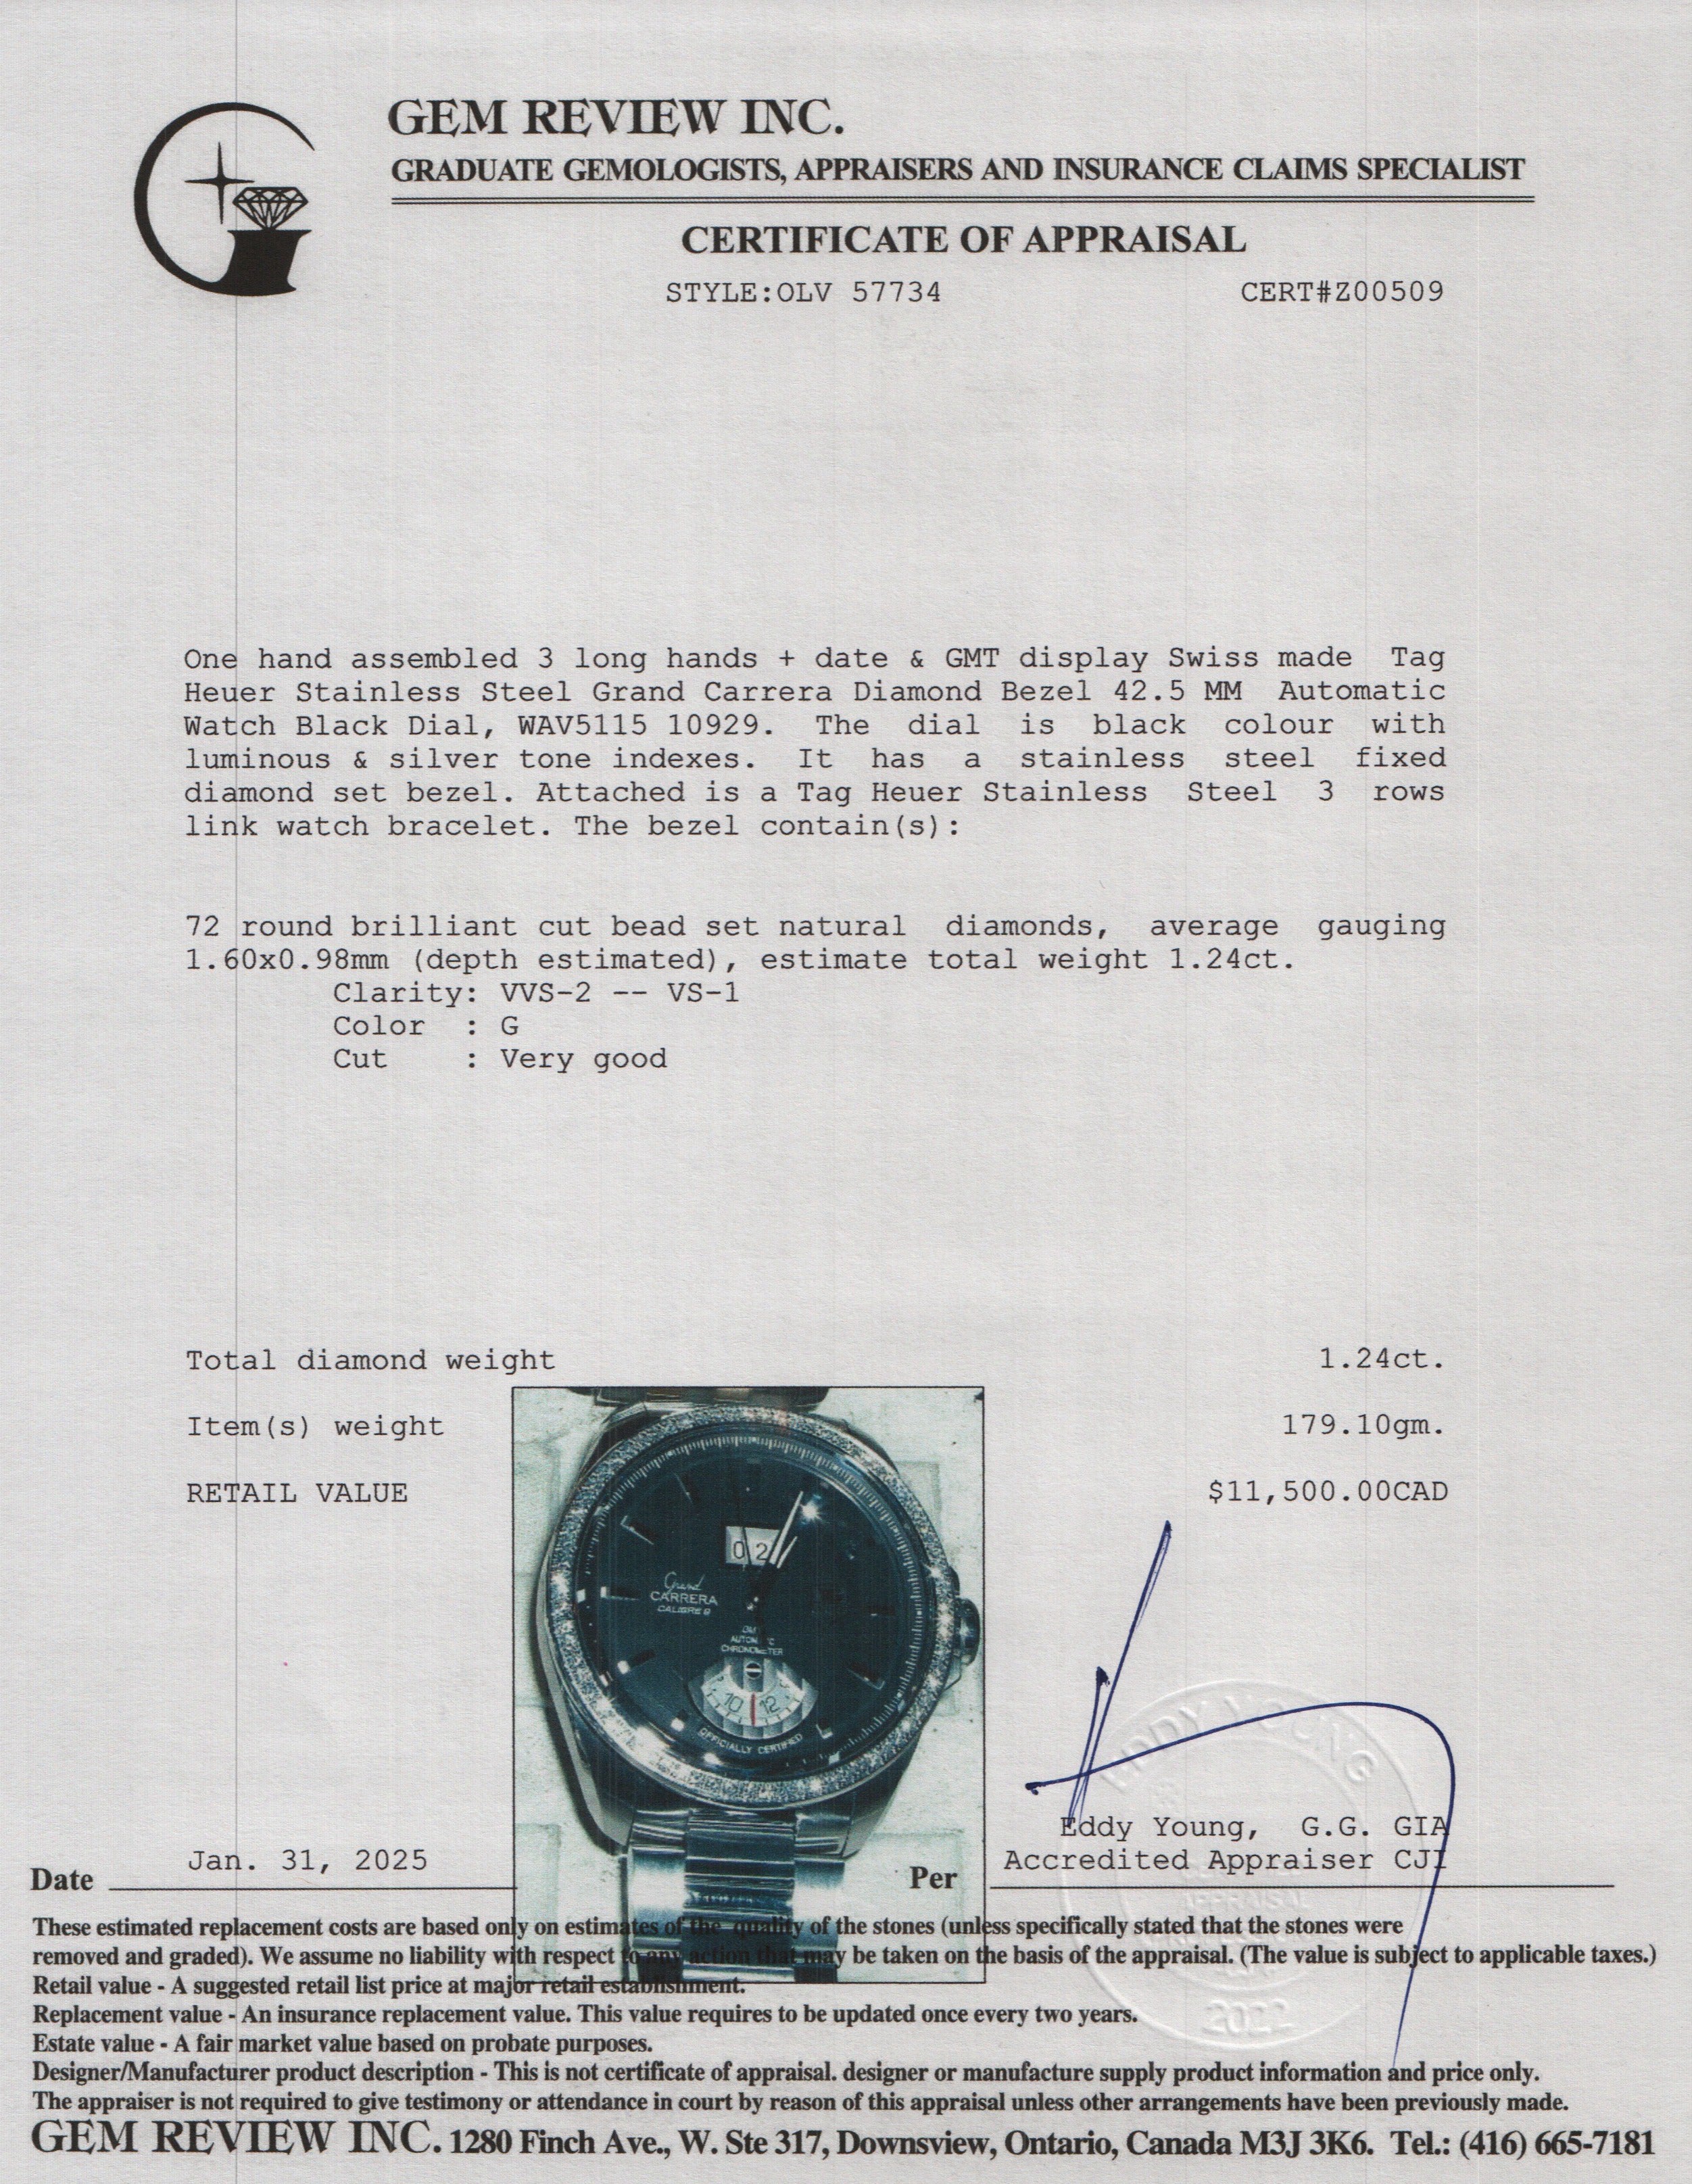 GEM REVIEW INC.
GRADUATE GEMOLOGISTS, APPRAISERS AND INSURANCE CLAIMS SPECIALIST
CERTIFICATE OF APPRAISAL
STYLE:OLV 57734 CERT#Z00509
One hand assembled 3 long hands + date & GMT display Swiss made Tag
Heuer Stainless Steel Grand Carrera Diamond Bezel 42.5 MM Automatic
Watch Black Dial, WAV5115 10929. The dial is black colour with
luminous & silver tone indexes. It has a stainless steel fixed
diamond set bezel. Attached is a Tag Heuer Stainless Steel 3 rows
link watch bracelet. The bezel contain(s):
72 round brilliant cut bead set natural diamonds, average gauging
1.60x0.98mm (depth estimated), estimate total weight 1.24ct.
Clarity: VVS-2 -- VS-1
Color : G
Cut : Very good
Total diamond weight 1.24ct.
Item(s) weight 179.10gm.
RETAIL VALUE $11,500.00CAD
02
Grand
CARRERA
CALIBRE 8
AUTOMATIC
CHRONOMETER
10 12
OFFICIALLY CERTIFIED
EDDY YOUNG
Eddy Young, G.G. GIA
Accredited Appraiser CJI
Date Jan. 31, 2025 Per
APPRAISAL
2022
These estimated replacement costs are based only on estimates of the quality of the stones (unless specifically stated that the stones were
removed and graded). We assume no liability with respect to any action that may be taken on the basis of the appraisal. (The value is subject to applicable taxes.)
Retail value - A suggested retail list price at major retail establishment.
Replacement value - An insurance replacement value. This value requires to be updated once every two years.
Estate value - A fair market value based on probate purposes.
Designer/Manufacturer product description - This is not certificate of appraisal. designer or manufacture supply product information and price only.
The appraiser is not required to give testimony or attendance in court by reason of this appraisal unless other arrangements have been previously made.
GEM REVIEW INC. 1280 Finch Ave., W. Ste 317, Downsview, Ontario, Canada M3J 3K6. Tel.: (416) 665-7181